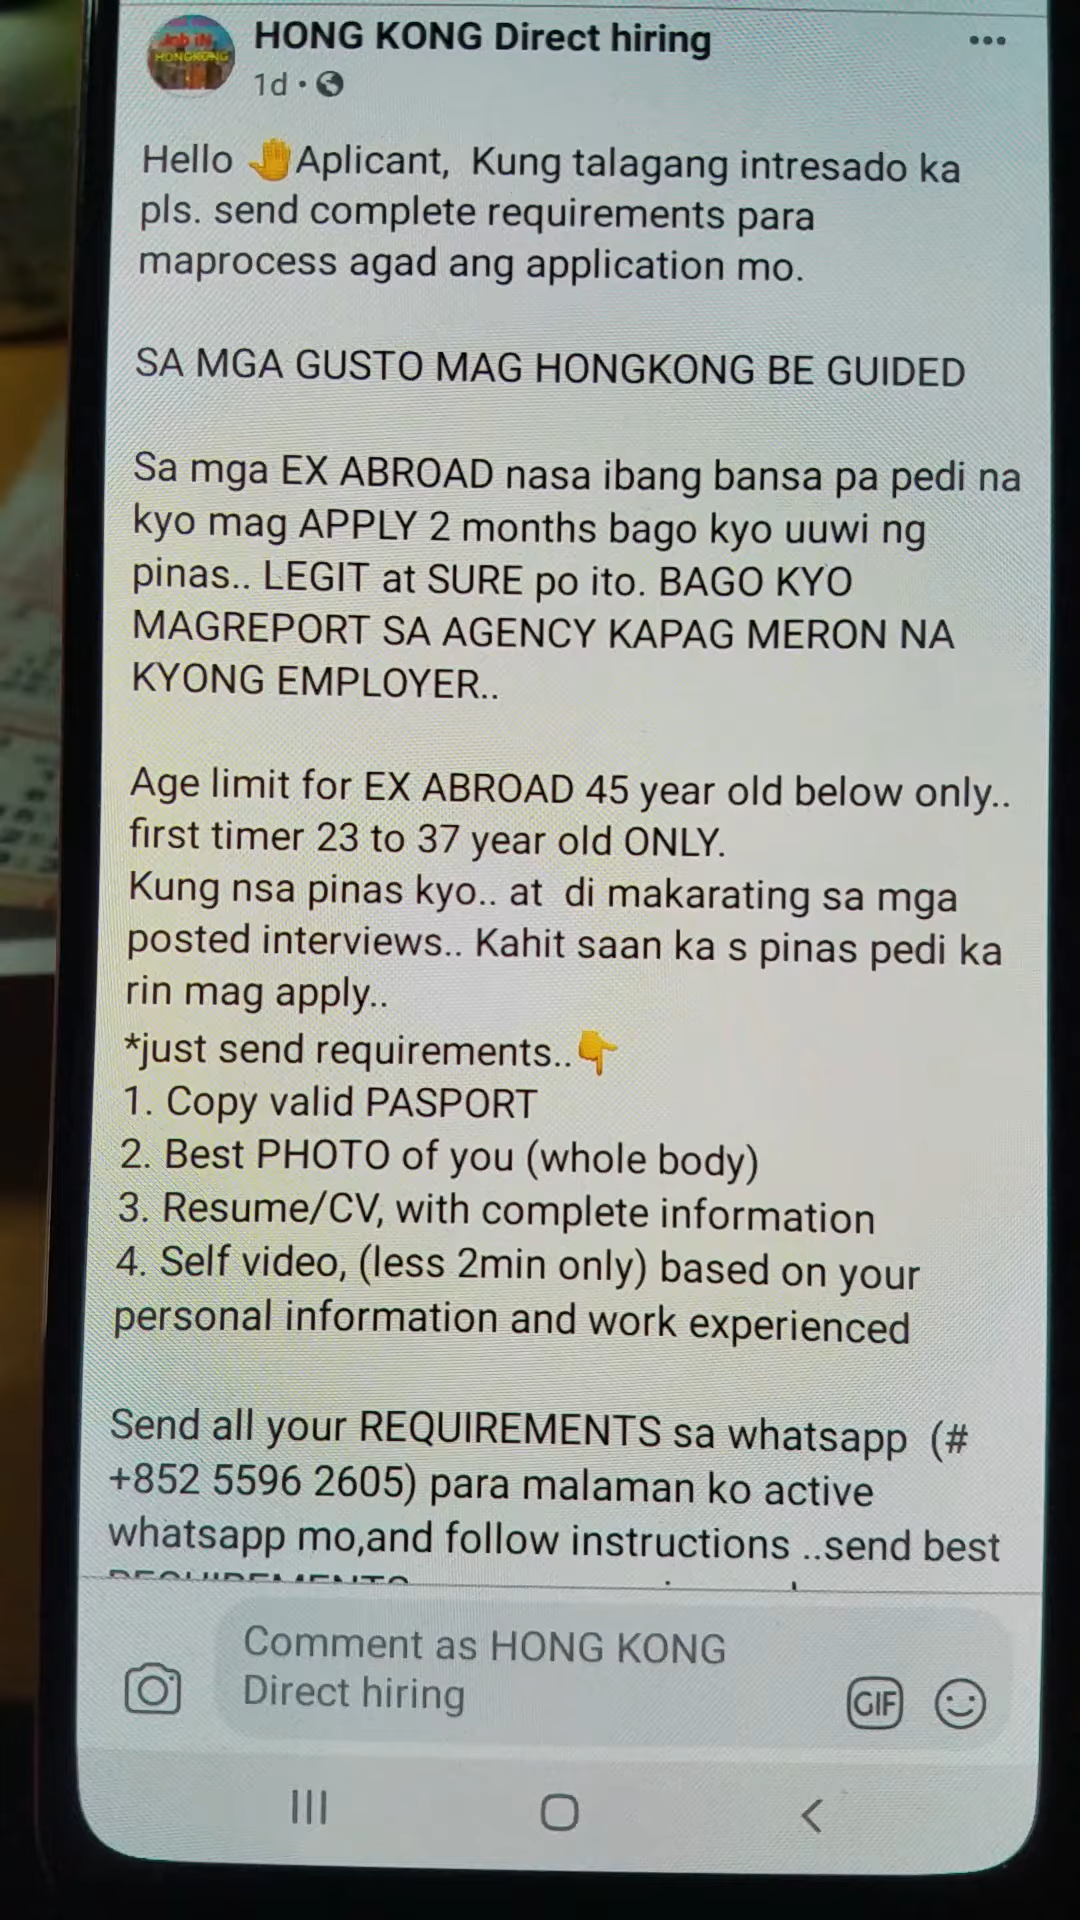 Job iN
HONGKONG
HONG KONG Direct hiring
1d
Hello 🤚Aplicant, Kung talagang intresado ka
pls. send complete requirements para
maprocess agad ang application mo.
SA MGA GUSTO MAG HONGKONG BE GUIDED
Sa mga EX ABROAD nasa ibang bansa pa pedi na
kyo mag APPLY 2 months bago kyo uuwi ng
pinas.. LEGIT at SURE po ito. BAGO KYO
MAGREPORT SA AGENCY KAPAG MERON NA
KYONG EMPLOYER..
Age limit for EX ABROAD 45 year old below only..
first timer 23 to 37 year old ONLY.
Kung nsa pinas kyo.. at di makarating sa mga
posted interviews.. Kahit saan ka s pinas pedi ka
rin mag apply..
*just send requirements..👇
1. Copy valid PASPORT
2. Best PHOTO of you (whole body)
3. Resume/CV, with complete information
4. Self video, (less 2min only) based on your
personal information and work experienced
Send all your REQUIREMENTS sa whatsapp (#
+852 5596 2605) para malaman ko active
whatsapp mo,and follow instructions ..send best
REQUIREMENTS
Comment as HONG KONG
Direct hiring
GIF